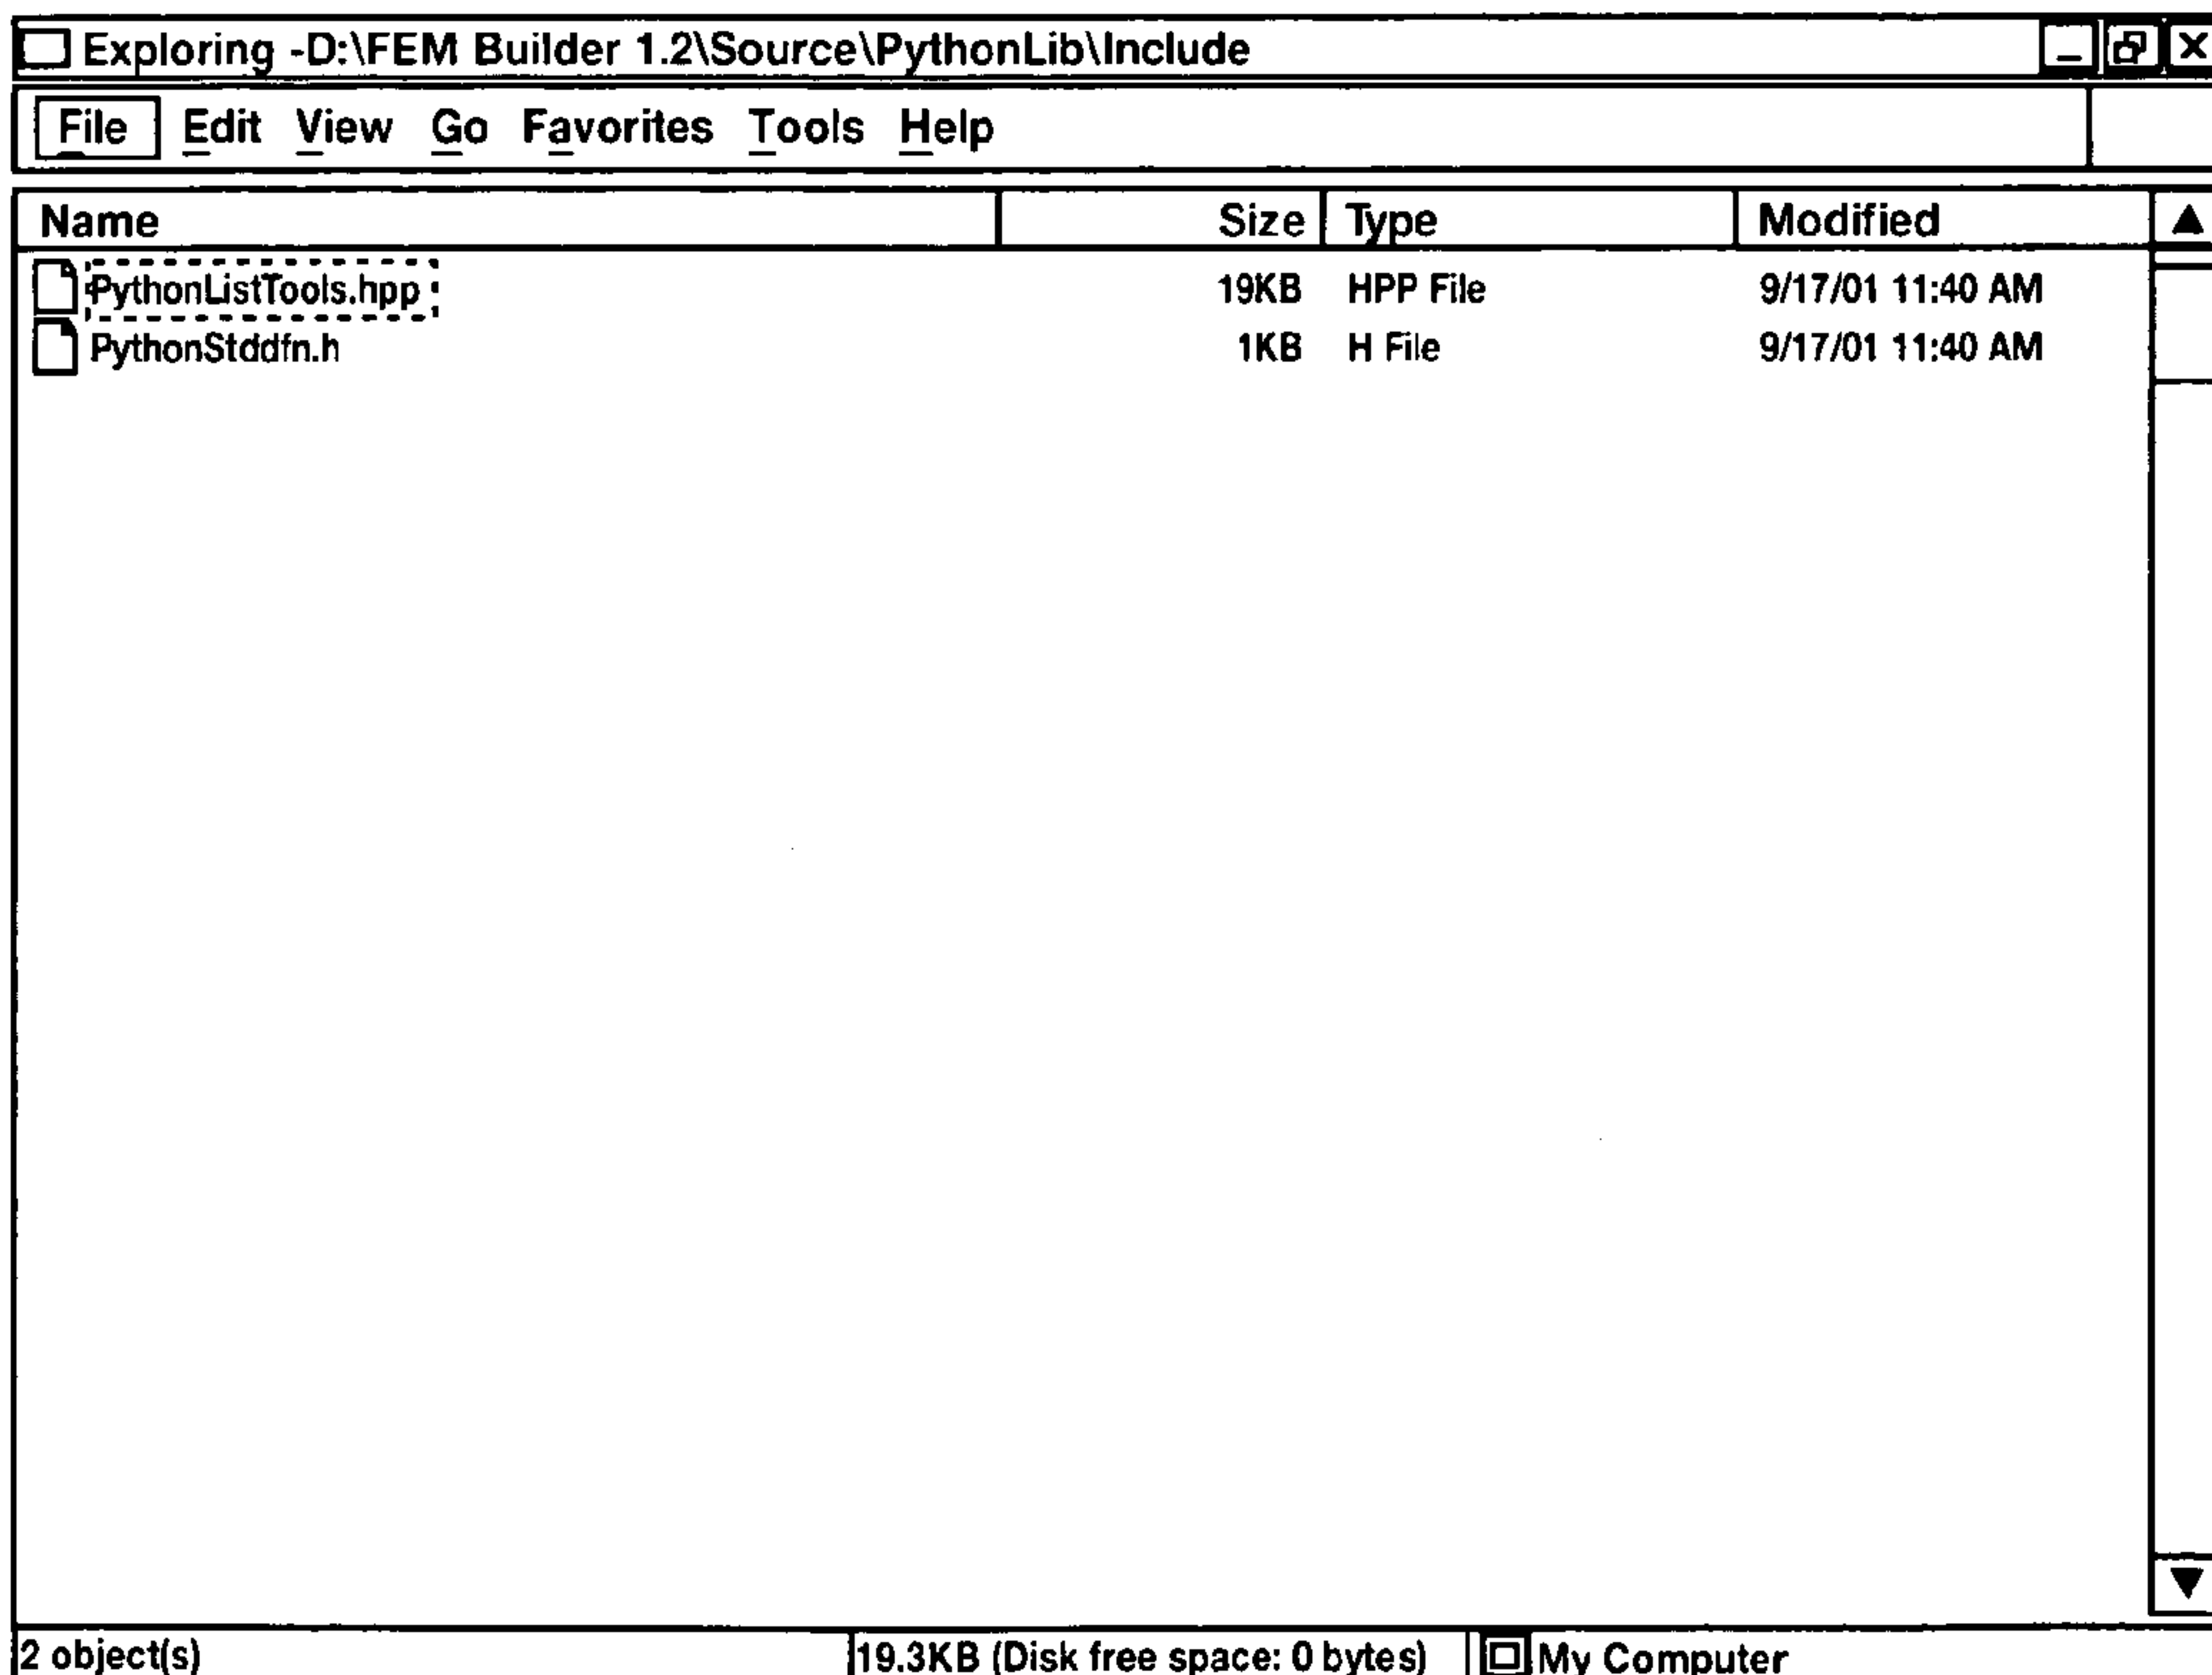 Exploring -D:\FEM Builder 1.2\Source\PythonLib\Include
File Edit View Go Favorites Tools Help
Name Size Type Modified
PythonListTools.hpp 19KB HPP File 9/17/01 11:40 AM
PythonStddfn.h 1KB H File 9/17/01 11:40 AM
2 object(s) 19.3KB (Disk free space: 0 bytes) My Computer